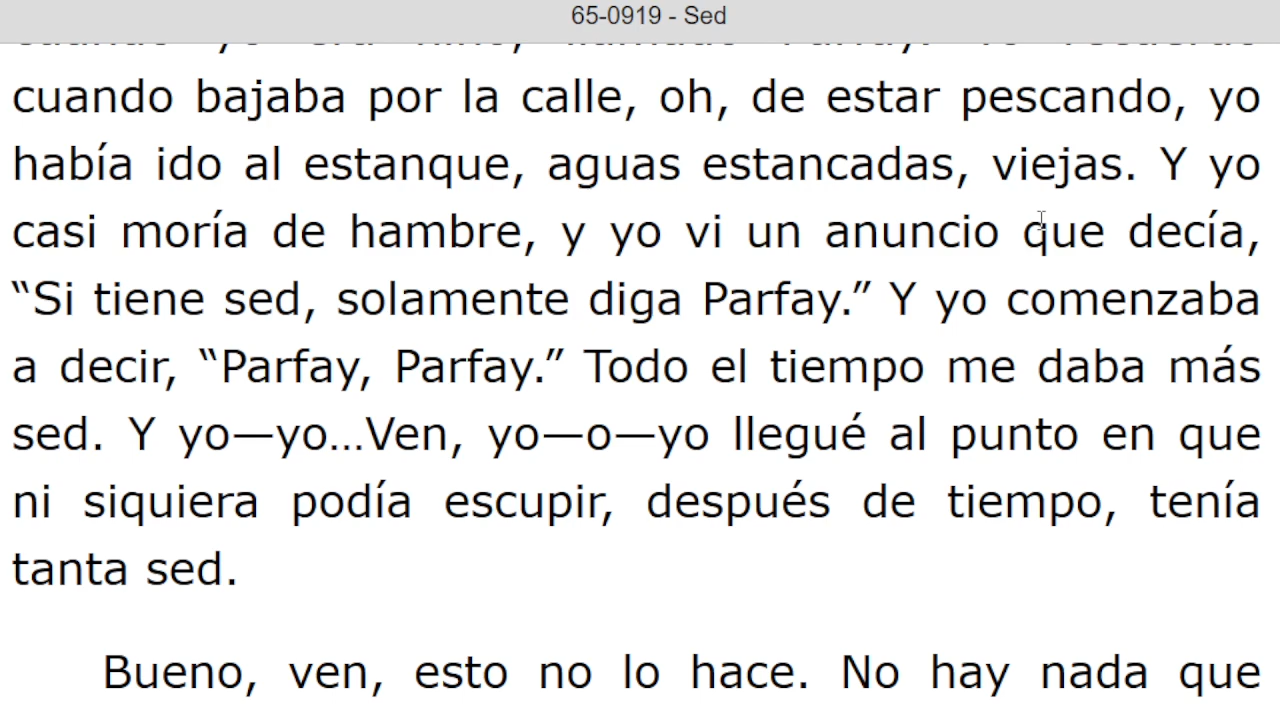 65-0919 - Sed
cuando bajaba por la calle, oh, de estar pescando, yo
había ido al estanque, aguas estancadas, viejas. Y yo
casi moría de hambre, y yo vi un anuncio que decía,
“Si tiene sed, solamente diga Parfay.” Y yo comenzaba
a decir, “Parfay, Parfay.” Todo el tiempo me daba más
sed. Y yo—yo…Ven, yo—o—yo llegué al punto en que
ni siquiera podía escupir, después de tiempo, tenía
tanta sed.
Bueno, ven, esto no lo hace. No hay nada que